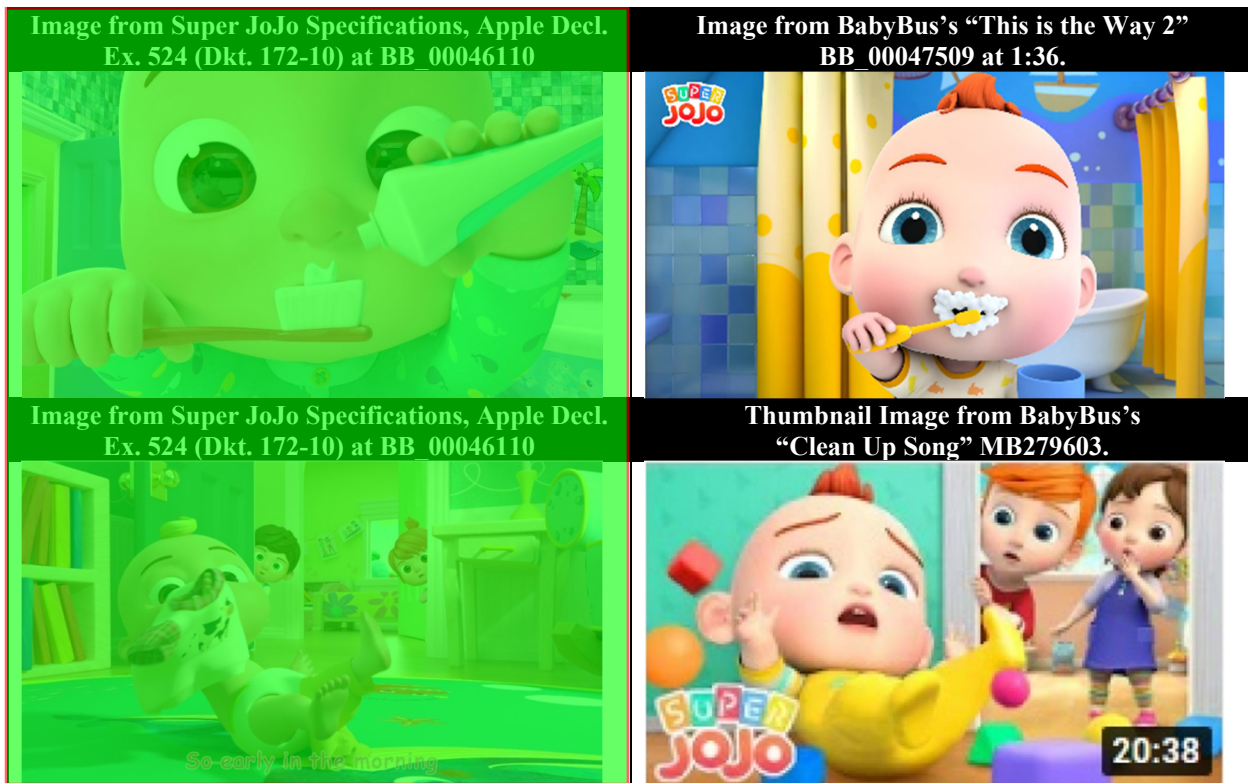 Image from Super JoJo Specifications, Apple Decl.
Ex. 524 (Dkt. 172-10) at BB_00046110
Image from BabyBus's “This is the Way 2”
BB_00047509 at 1:36.
SUPER
JOJO
Image from Super JoJo Specifications, Apple Decl.
Ex. 524 (Dkt. 172-10) at BB_00046110
So early in the morning
Thumbnail Image from BabyBus's
“Clean Up Song” MB279603.
SUPER
JOJO
20:38